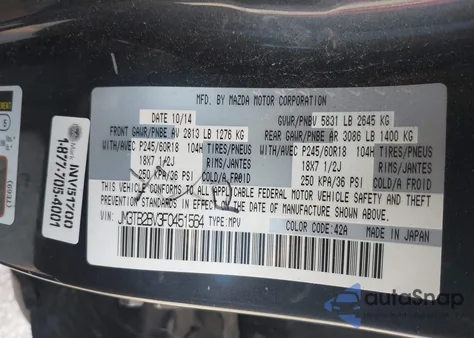 MFD. BY MAZDA MOTOR CORPORATION
DATE 10/14 GVWR/PNBV 5831 LB 2645 KG
FRONT GAWR/PNBE AV 2813 LB 1276 KG REAR GAWR/PNBE AR 3086 LB 1400 KG
WITH/AVEC P245/60R18 104H TIRES/PNEUS WITH/AVEC P245/60R18 104H TIRES/PNEUS
18X7 1/2J RIMS/JANTES 18X7 1/2J RIMS/JANTES
250 KPA/36 PSI COLD/A FROID 250 KPA/36 PSI COLD/A FROID
THIS VEHICLE CONFORMS TO ALL APPLICABLE FEDERAL MOTOR VEHICLE SAFETY AND THEFT
PREVENTION STANDARDS IN EFFECT ON THE DATE OF MANUFACTURE SHOWN ABOVE.
VIN: JM3TB2BV3F0451564 TYPE: MPV
COLOR CODE: 42A MADE IN JAPAN
INV/S41700
1-877-705-4001
autoSnap